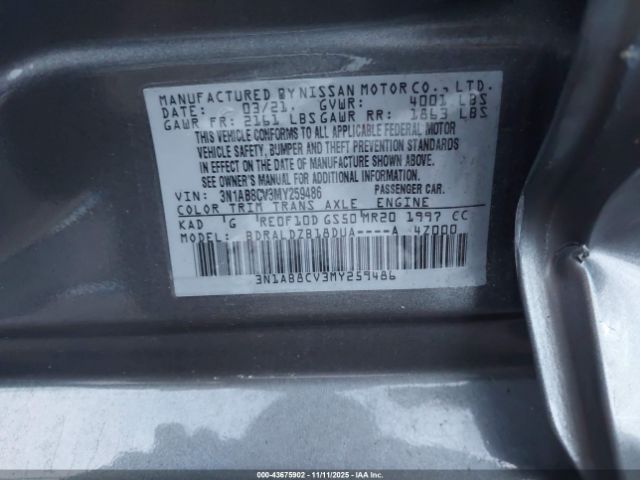 MANUFACTURED BY NISSAN MOTOR CO., LTD.
DATE: 03/21. GVWR: 4001 LBS
GAWR FR: 2161 LBS GAWR RR: 1863 LBS
THIS VEHICLE CONFORMS TO ALL APPLICABLE FEDERAL MOTOR
VEHICLE SAFETY, BUMPER AND THEFT PREVENTION STANDARDS
IN EFFECT ON THE DATE OF MANUFACTURE SHOWN ABOVE.
SEE OWNER'S MANUAL FOR ADDITIONAL INFORMATION.
VIN: 3N1AB8CV3MY259486 PASSENGER CAR.
COLOR TRIM TRANS AXLE ENGINE
KAD G RE0F10D GS50 MR20 1997 CC
MODEL: BDRALDZB18DUA----A 4Z000
3N1AB8CV3MY259486
000-43675902 - 11/11/2025 - IAAI.COM